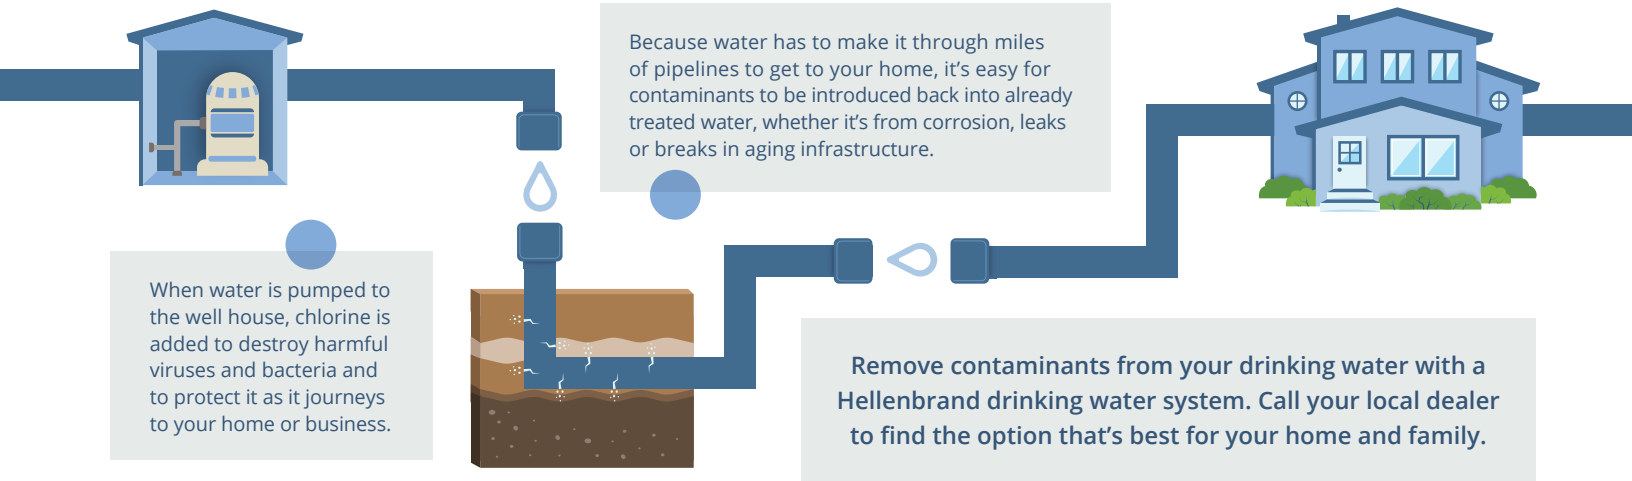 When water is pumped to
the well house, chlorine is
added to destroy harmful
viruses and bacteria and
to protect it as it journeys
to your home or business.
Because water has to make it through miles
of pipelines to get to your home, it’s easy for
contaminants to be introduced back into already
treated water, whether it’s from corrosion, leaks
or breaks in aging infrastructure.
Remove contaminants from your drinking water with a
Hellenbrand drinking water system. Call your local dealer
to find the option that’s best for your home and family.